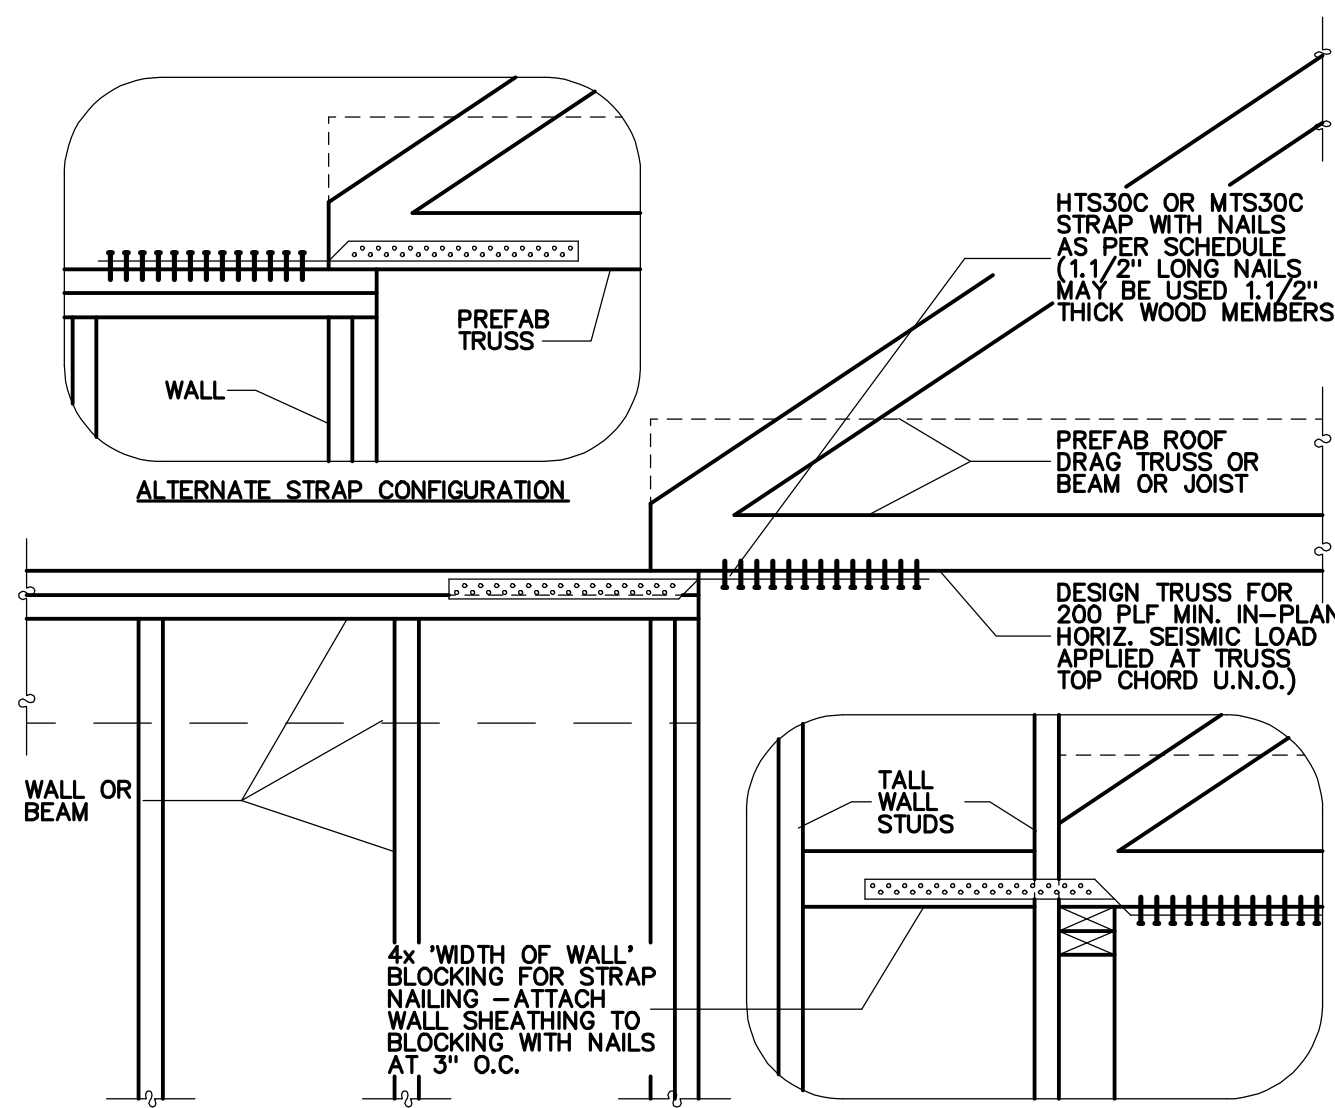 HTS30C OR MTS30C
STRAP WITH NAILS
AS PER SCHEDULE
(1.1/2" LONG NAILS
MAY BE USED 1.1/2"
THICK WOOD MEMBERS
PREFAB
TRUSS
WALL
ALTERNATE STRAP CONFIGURATION
PREFAB ROOF
DRAG TRUSS OR
BEAM OR JOIST
DESIGN TRUSS FOR
200 PLF MIN. IN-PLAN
HORIZ. SEISMIC LOAD
APPLIED AT TRUSS
TOP CHORD U.N.O.)
WALL OR
BEAM
TALL
WALL
STUDS
4x 'WIDTH OF WALL'
BLOCKING FOR STRAP
NAILING -ATTACH
WALL SHEATHING TO
BLOCKING WITH NAILS
AT 3" O.C.